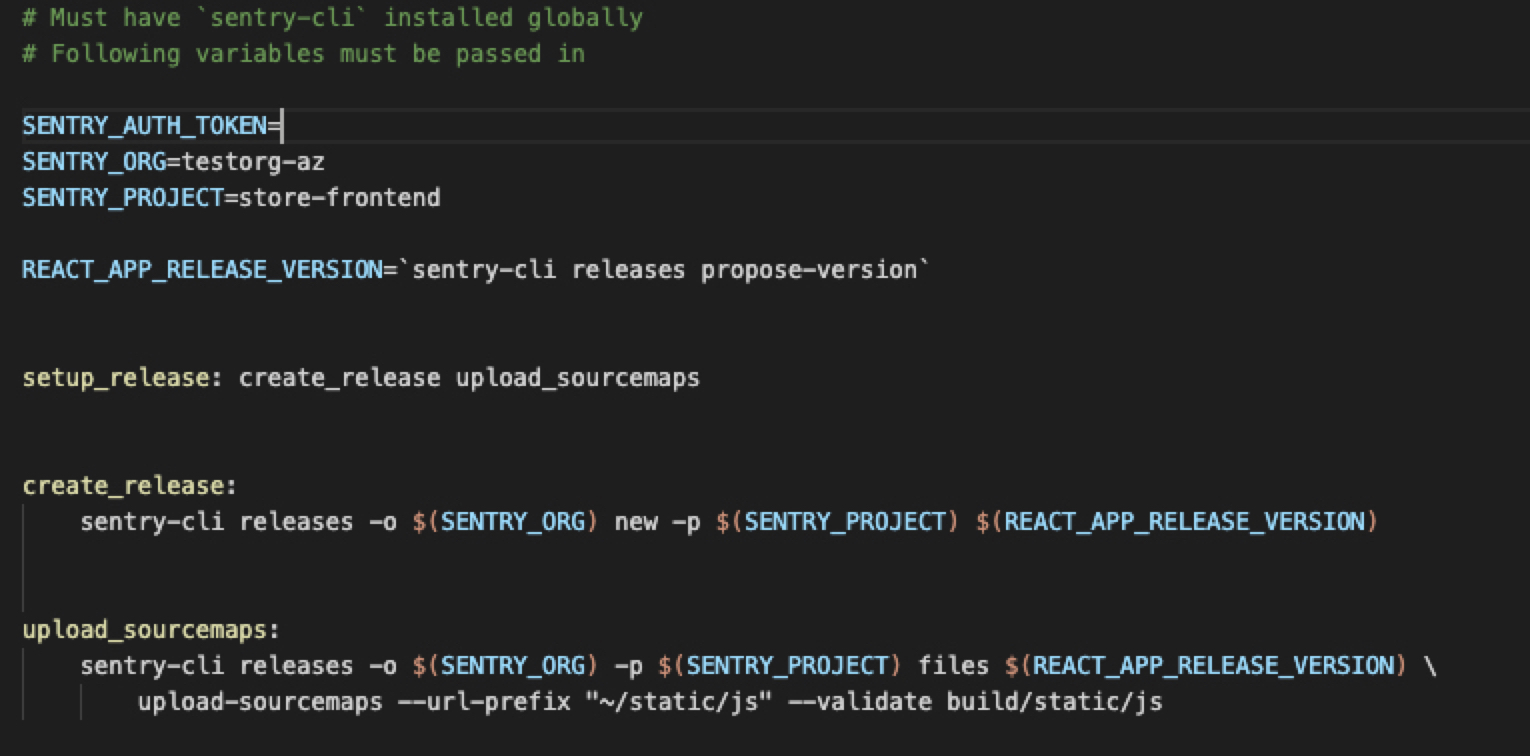 # Must have `sentry-cli` installed globally
# Following variables must be passed in
SENTRY_AUTH_TOKEN=
SENTRY_ORG=testorg-az
SENTRY_PROJECT=store-frontend
REACT_APP_RELEASE_VERSION=`sentry-cli releases propose-version`
setup_release: create_release upload_sourcemaps
create_release:
sentry-cli releases -o $(SENTRY_ORG) new -p $(SENTRY_PROJECT) $(REACT_APP_RELEASE_VERSION)
upload_sourcemaps:
sentry-cli releases -o $(SENTRY_ORG) -p $(SENTRY_PROJECT) files $(REACT_APP_RELEASE_VERSION) \
upload-sourcemaps --url-prefix "~/static/js" --validate build/static/js